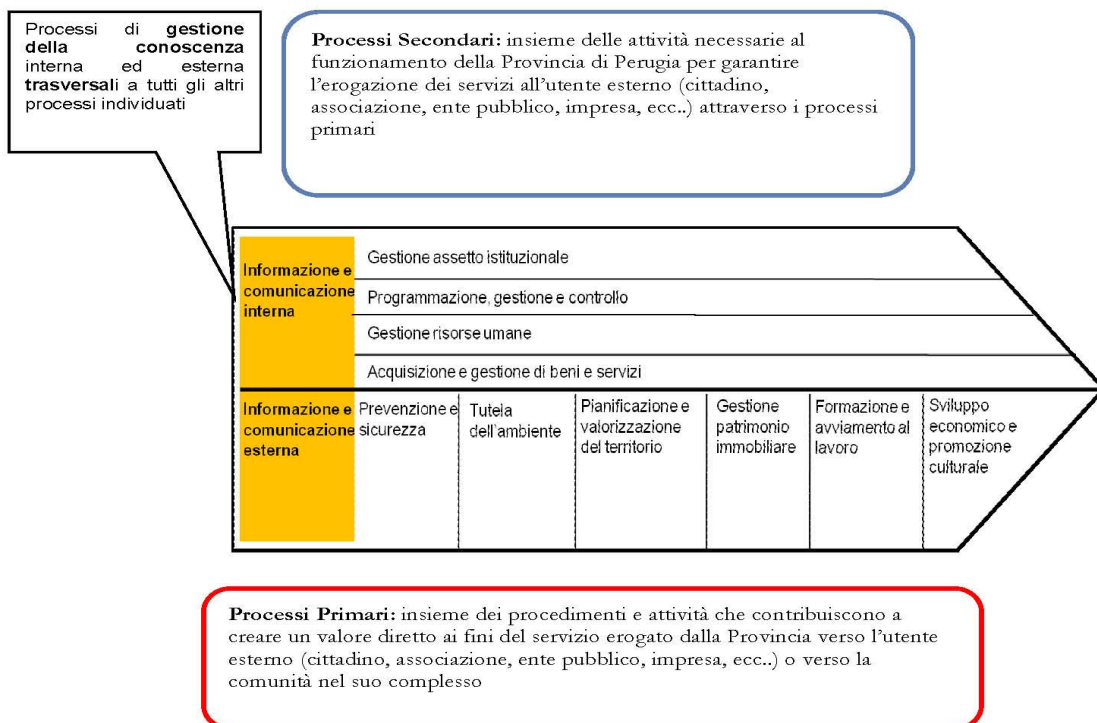 Processi di gestione
della conoscenza
interna ed esterna
trasversali a tutti gli altri
processi individuati
Processi Secondari: insieme delle attività necessarie al
funzionamento della Provincia di Perugia per garantire
l'erogazione dei servizi all'utente esterno (cittadino,
associazione, ente pubblico, impresa, ecc..) attraverso i processi
primari
Informazione e
comunicazione
interna
Gestione assetto istituzionale
Programmazione, gestione e controllo
Gestione risorse umane
Acquisizione e gestione di beni e servizi
Informazione e
comunicazione
esterna
Prevenzione e
sicurezza
Tutela
dell'ambiente
Pianificazione e
valorizzazione
del territorio
Gestione
patrimonio
immobiliare
Formazione e
avviamento al
lavoro
Sviluppo
economico e
promozione
culturale
Processi Primari: insieme dei procedimenti e attività che contribuiscono a
creare un valore diretto ai fini del servizio erogato dalla Provincia verso l'utente
esterno (cittadino, associazione, ente pubblico, impresa, ecc..) o verso la
comunità nel suo complesso